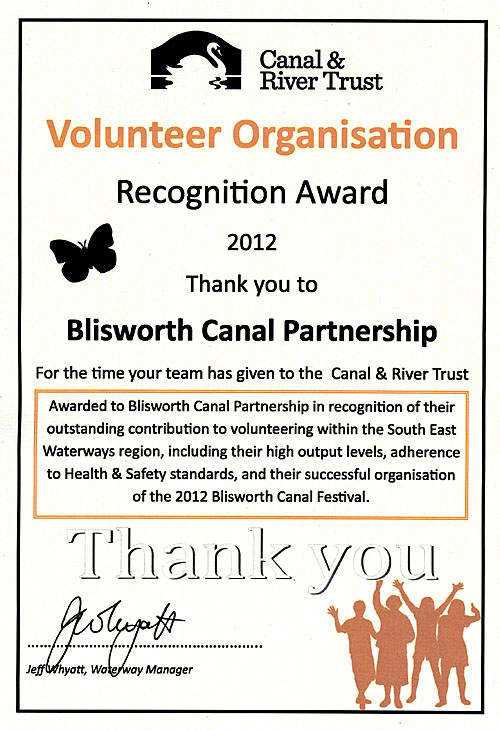 Canal &
River Trust
Volunteer Organisation
Recognition Award
2012
Thank you to
Blisworth Canal Partnership
For the time your team has given to the Canal & River Trust
Awarded to Blisworth Canal Partnership in recognition of their
outstanding contribution to volunteering within the South East
Waterways region, including their high output levels, adherence
to Health & Safety standards, and their successful organisation
of the 2012 Blisworth Canal Festival.
Thank you
JWhyatt
Jeff Whyatt, Waterway Manager